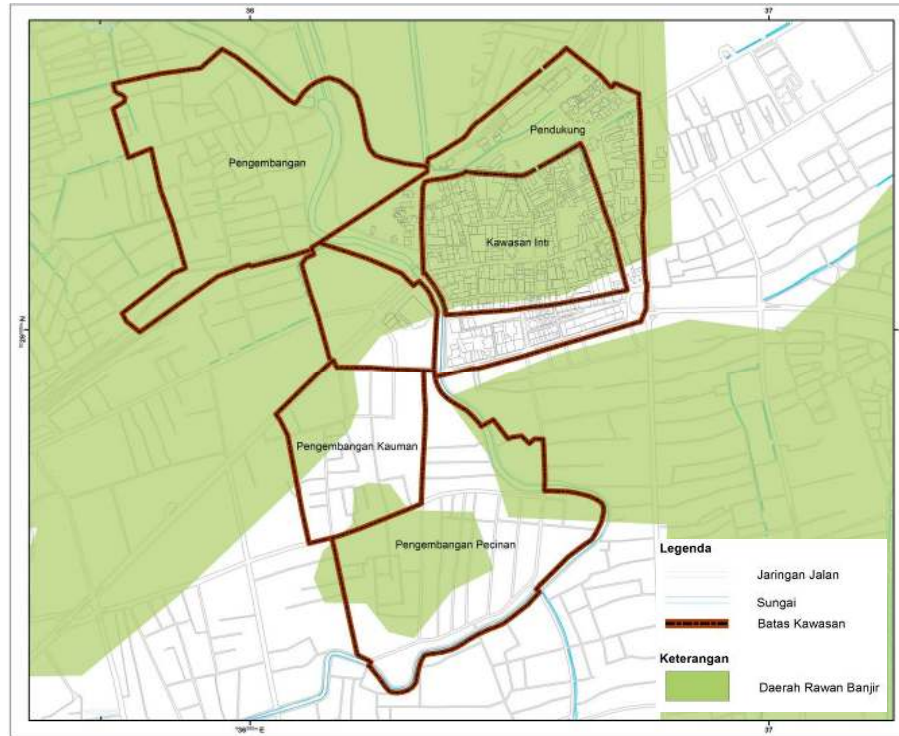 36
37
Pendukung
Pengembangan
Kawasan Inti
Pengembangan Kauman
Pengembangan Pecinan
Legenda
Jaringan Jalan
Sungai
Batas Kawasan
Keterangan
Daerah Rawan Banjir
37